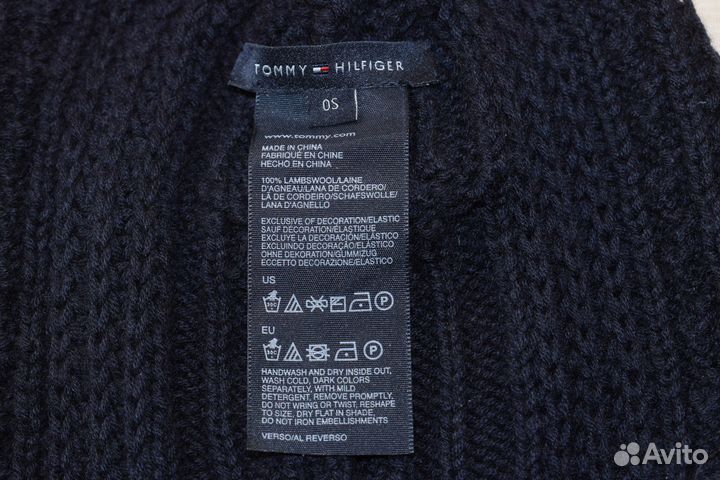 TOMMY HILFIGER
OS
www.tommy.com
MADE IN CHINA
FABRIQUÉ EN CHINE
HECHO EN CHINA
100% LAMBSWOOL/LAINE
D'AGNEAU/LANA DE CORDERO/
LÃ DE CORDEIRO/SCHAFSWOLLE/
LANA D'AGNELLO
EXCLUSIVE OF DECORATION/ELASTIC
SAUF DÉCORATION/ÉLASTIQUE
EXCLUYE LA DECORACIÓN/ELASTICO
EXCLUINDO DECORAÇÃO/ELÁSTICO
OHNE DEKORATION/GUMMIZUG
ECCETTO DECORAZIONE/ELASTICO
US
30C P
EU
30C P
HANDWASH AND DRY INSIDE OUT,
WASH COLD, DARK COLORS
SEPARATELY, WITH MILD
DETERGENT, REMOVE PROMPTLY,
DO NOT WRING OR TWIST, RESHAPE
TO SIZE, DRY FLAT IN SHADE,
DO NOT IRON EMBELLISHMENTS
VERSO/AL REVERSO
Avito